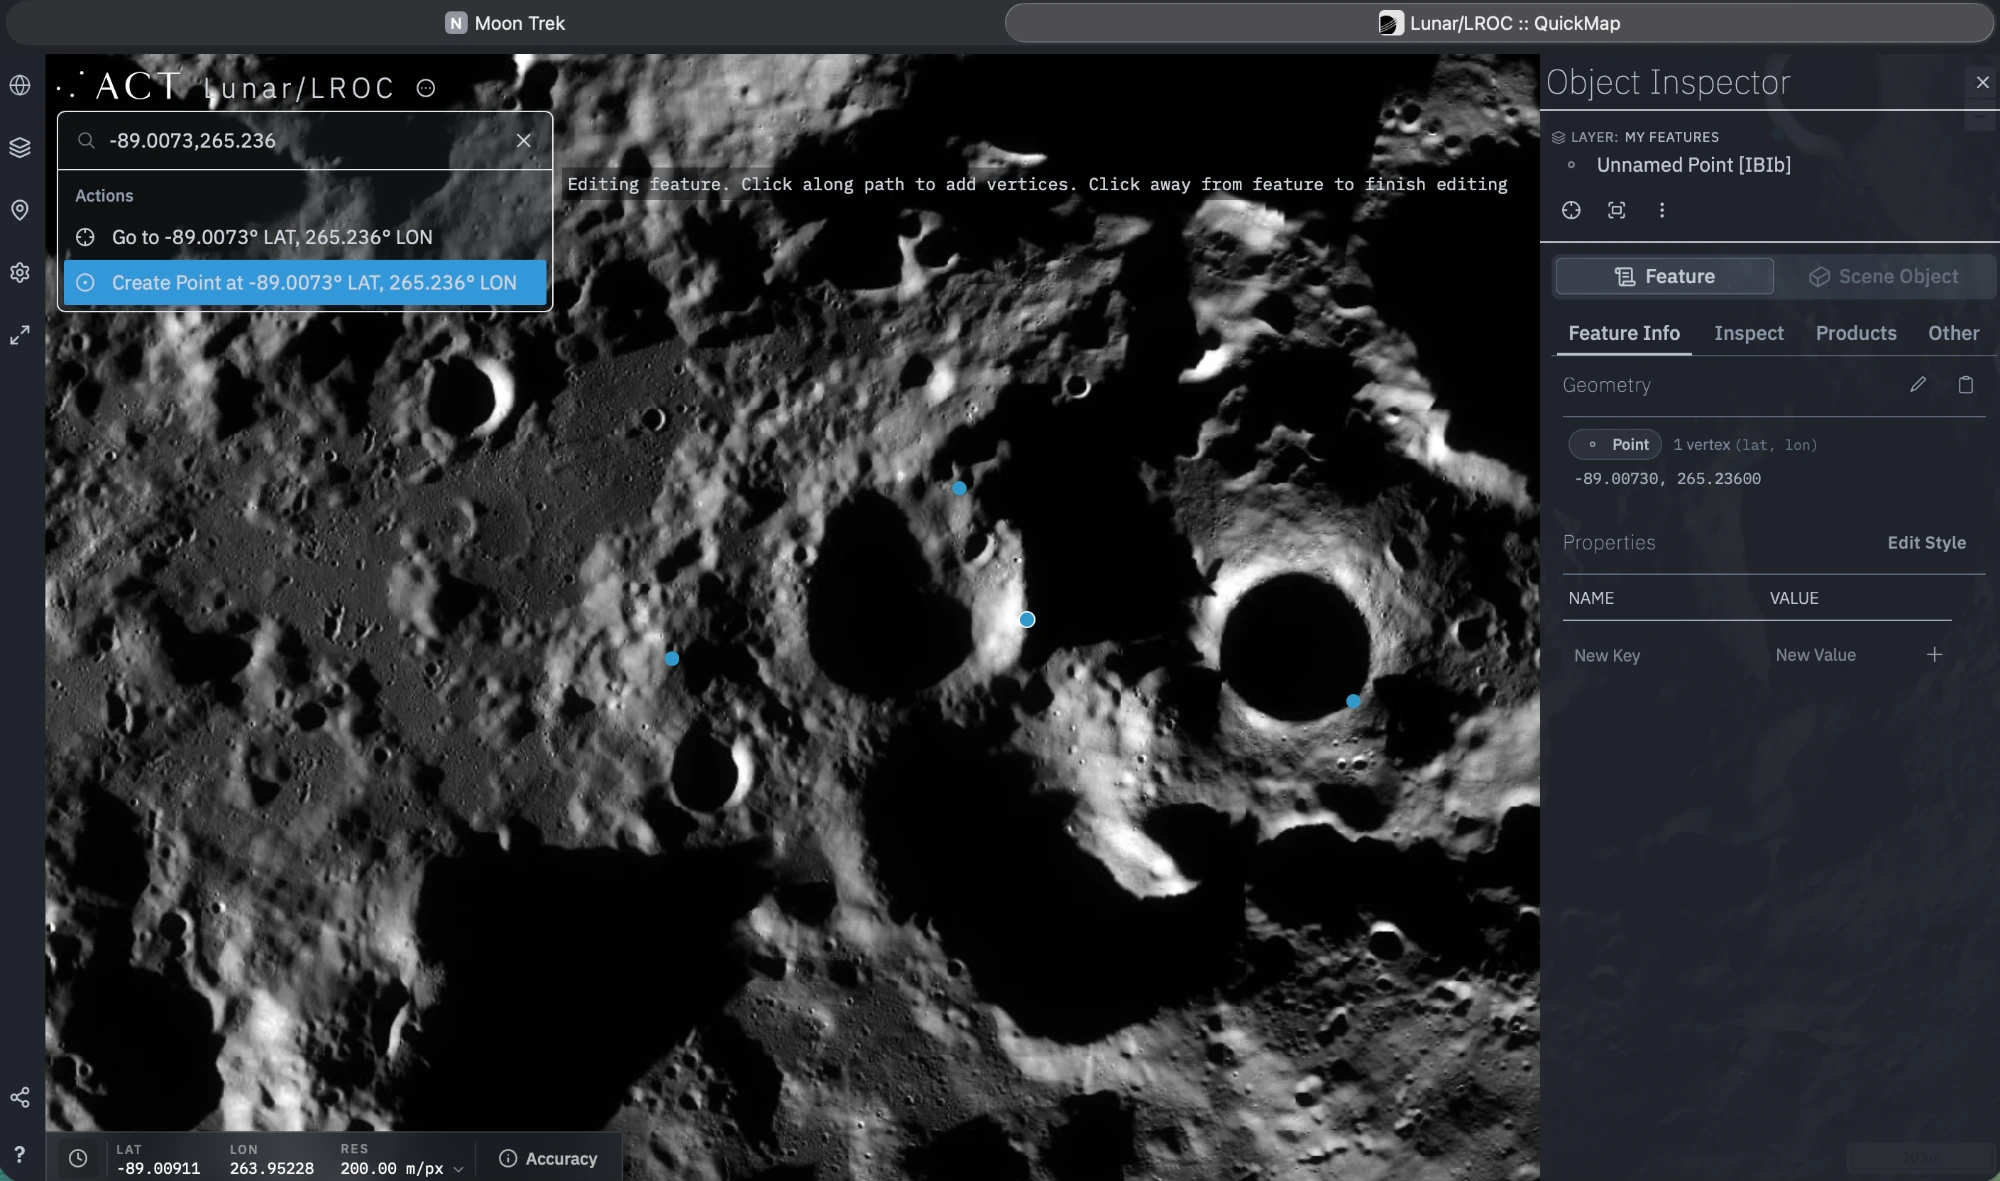 N Moon Trek
Lunar/LROC :: QuickMap
ACT Lunar/LROC
-89.0073,265.236
Actions
Go to -89.0073° LAT, 265.236° LON
Create Point at -89.0073° LAT, 265.236° LON
Editing feature. Click along path to add vertices. Click away from feature to finish editing
Object Inspector
LAYER: MY FEATURES
Unnamed Point [IBIb]
Feature
Scene Object
Feature Info Inspect Products Other
Geometry
Point 1 vertex (lat, lon)
-89.00730, 265.23600
Properties Edit Style
NAME VALUE
New Key New Value
?
LAT LON RES
-89.00911 263.95228 200.00 m/px
Accuracy